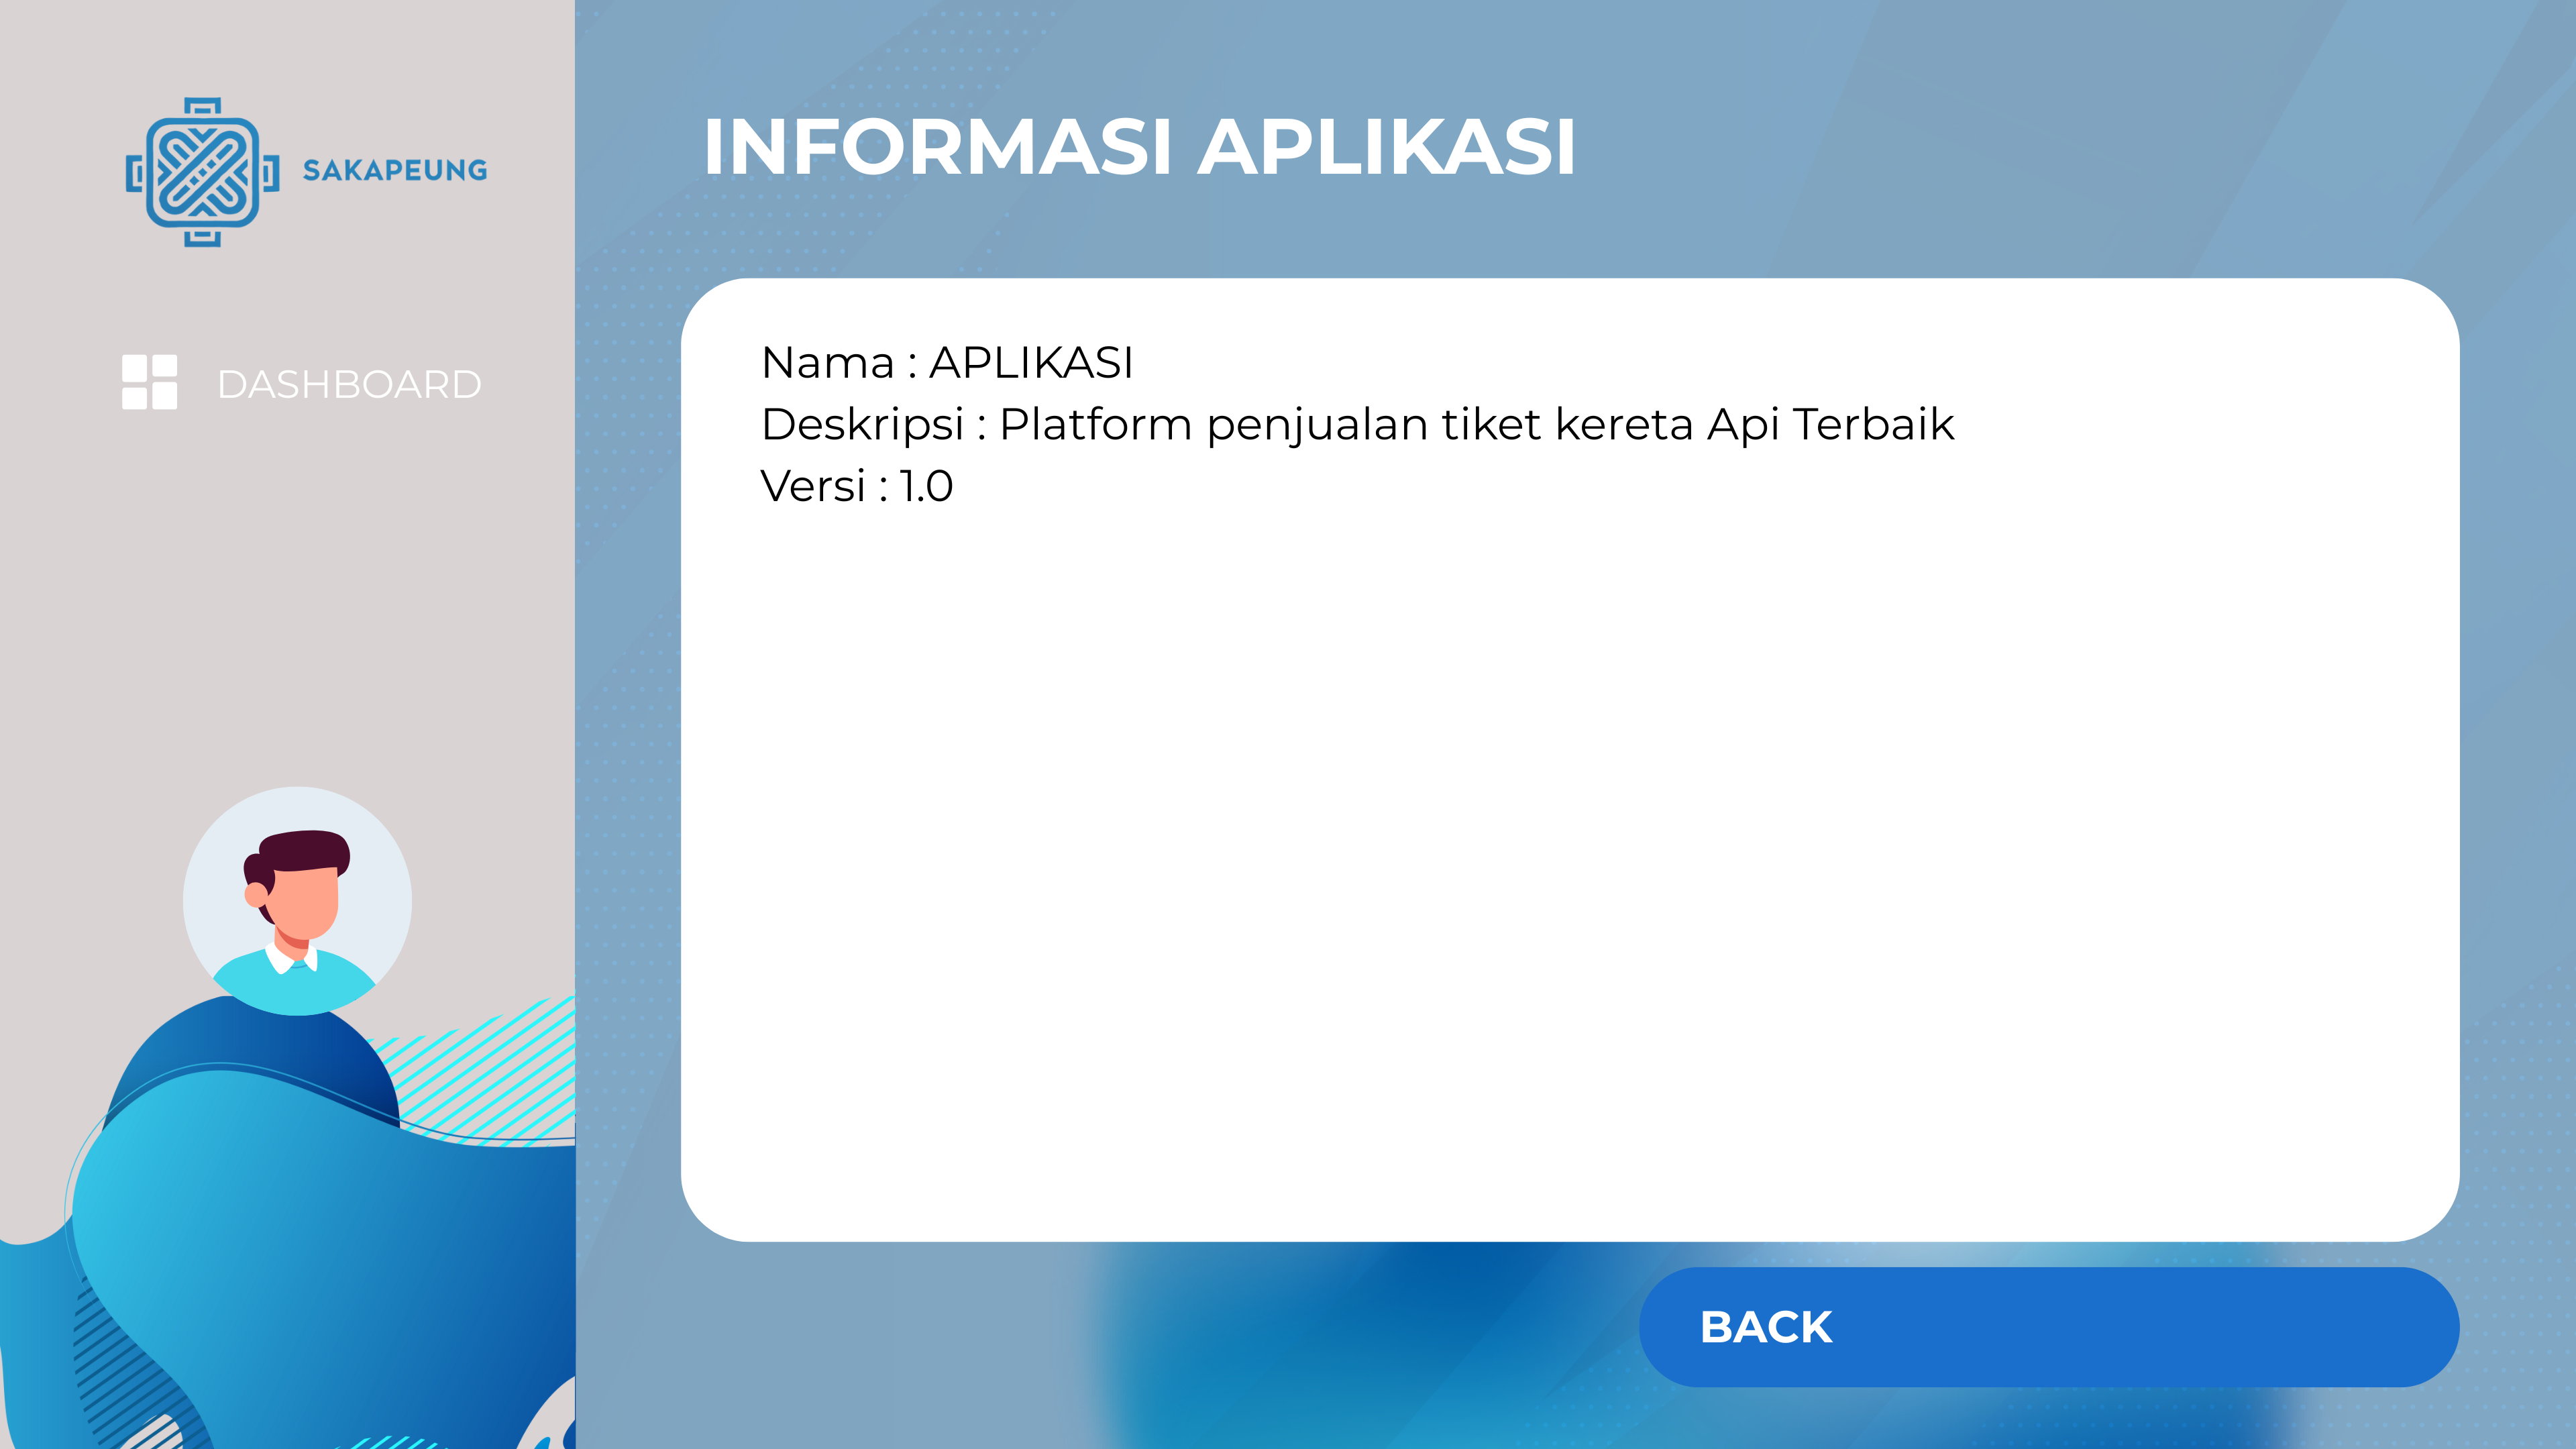 SAKAPEUNG
DASHBOARD
INFORMASI APLIKASI
Nama : APLIKASI
Deskripsi : Platform penjualan tiket kereta Api Terbaik
Versi : 1.0
BACK